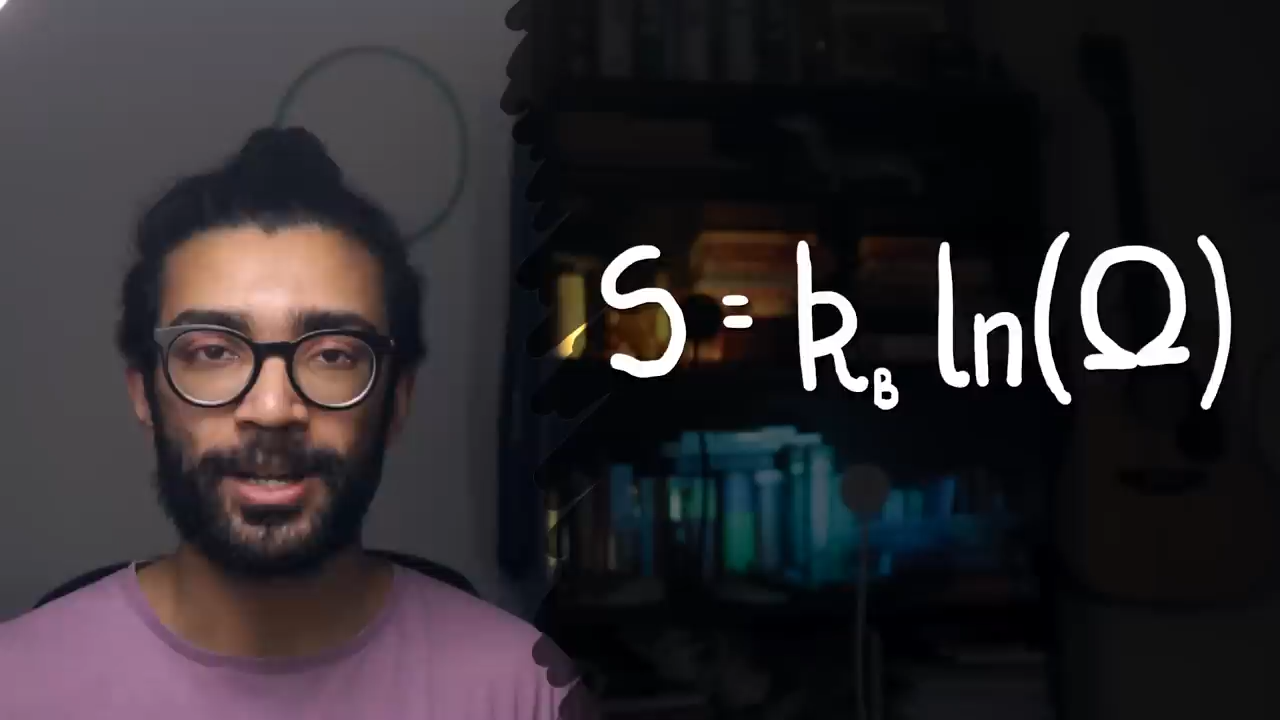 S = k_B ln(Ω)